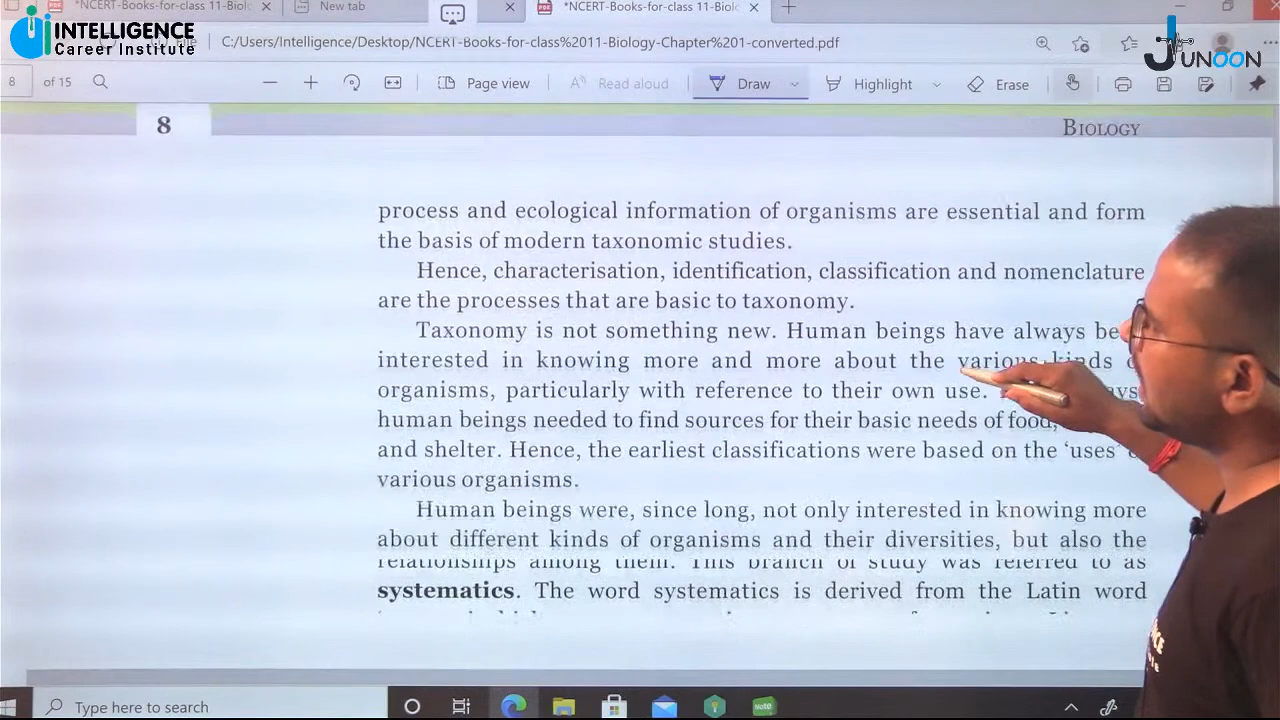 *NCERT-Books-for class 11-Biol
New tab
*NCERT-Books-for class 11-Biol
INTELLIGENCE
Career Institute
C:/Users/Intelligence/Desktop/NCERT-Books-for-class%2011-Biology-Chapter%201-converted.pdf
JUNOON
8 of 15
Page view
Read aloud
Draw
Highlight
Erase
8
BIOLOGY
process and ecological information of organisms are essential and form
the basis of modern taxonomic studies.
Hence, characterisation, identification, classification and nomenclature
are the processes that are basic to taxonomy.
Taxonomy is not something new. Human beings have always
interested in knowing more and more about the various kinds
organisms, particularly with reference to their own use.
human beings needed to find sources for their basic needs of food,
and shelter. Hence, the earliest classifications were based on the ‘uses’
various organisms.
Human beings were, since long, not only interested in knowing more
about different kinds of organisms and their diversities, but also the
relationships among them. This branch of study was referred to as
systematics. The word systematics is derived from the Latin word
Type here to search
Note